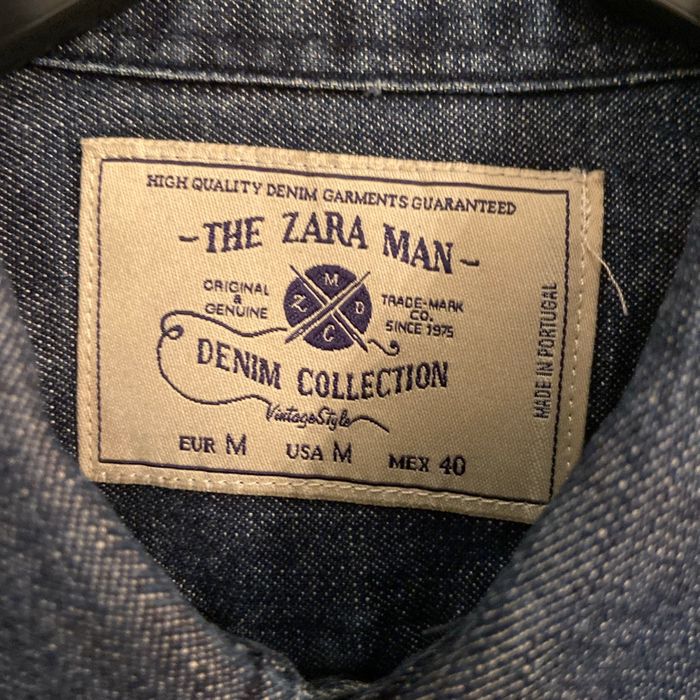 HIGH QUALITY DENIM GARMENTS GUARANTEED
-THE ZARA MAN-
ORIGINAL
&
GENUINE
M
Z D
C
TRADE-MARK
CO.
SINCE 1975
DENIM COLLECTION
VintageStyle
EUR M USA M MEX 40
MADE IN PORTUGAL